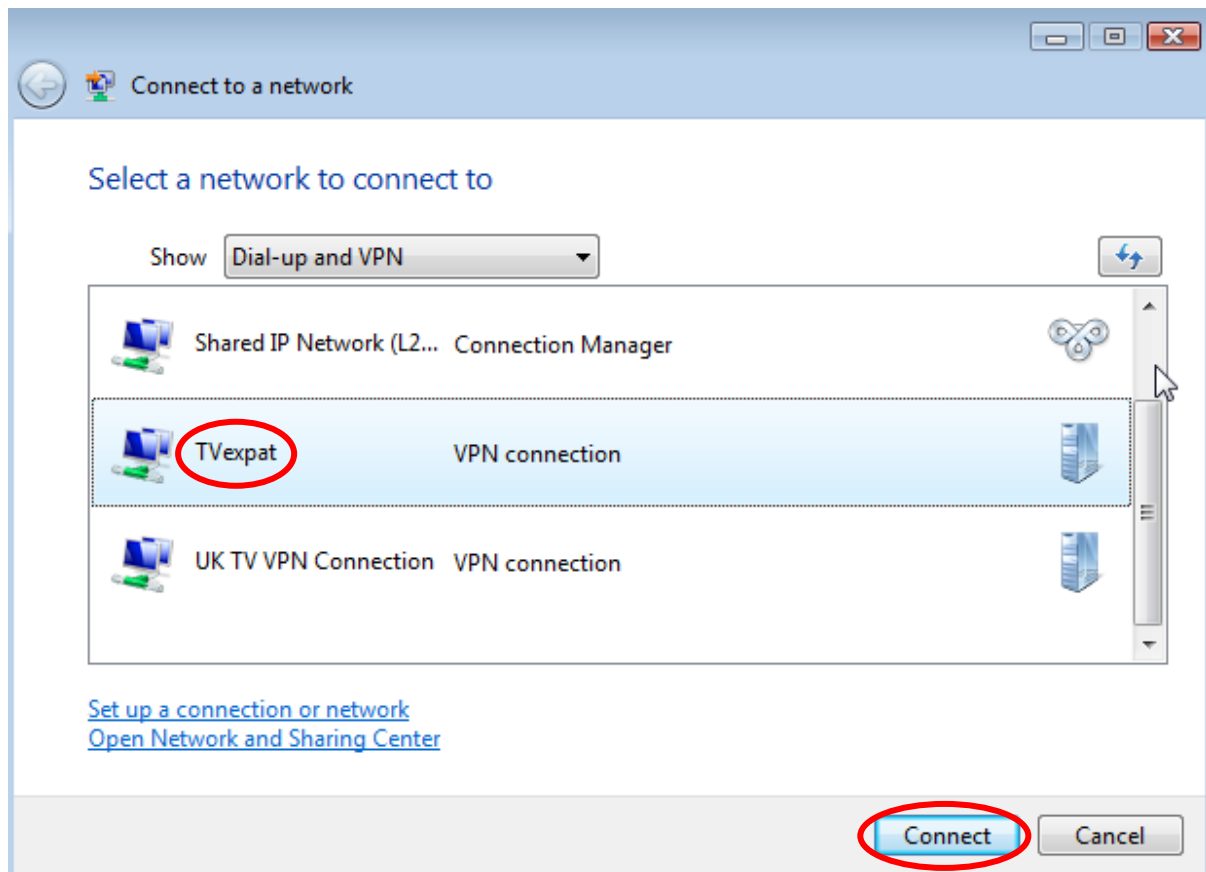 Connect to a network
Select a network to connect to
Show Dial-up and VPN
Shared IP Network (L2... Connection Manager
TVexpat VPN connection
UK TV VPN Connection VPN connection
Set up a connection or network
Open Network and Sharing Center
Connect Cancel